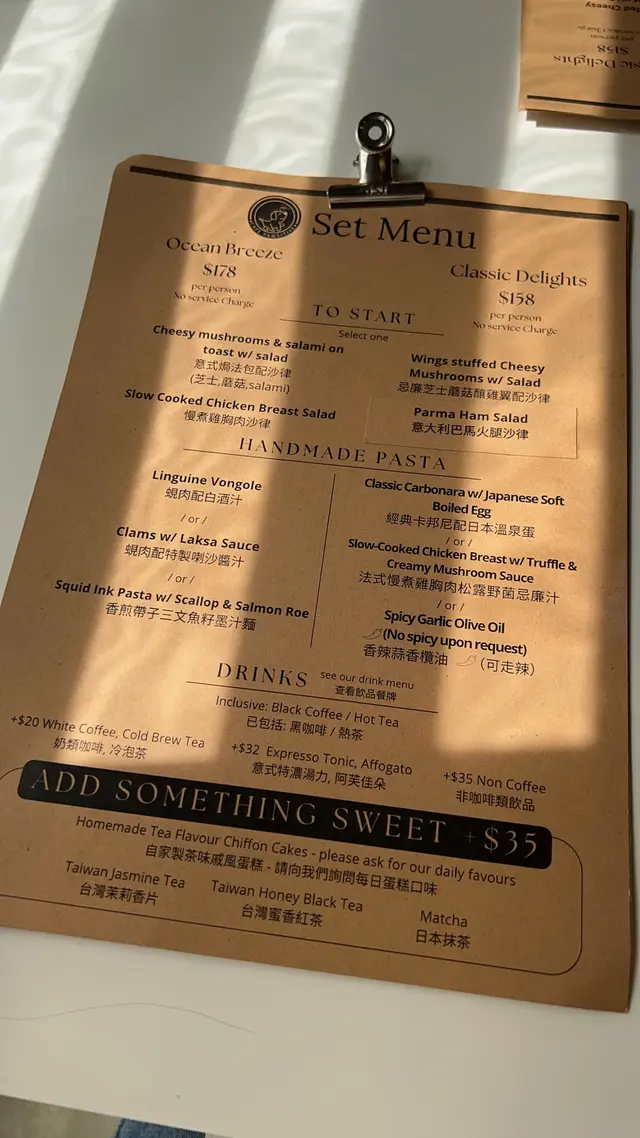 Set Menu
Ocean Breeze
$178
per person
No service Charge
Classic Delights
$158
per person
No service Charge
TO START
Select one
Cheesy mushrooms & salami on
toast w/ salad
意式焗法包配沙律
(芝士,蘑菇,salami)
Slow Cooked Chicken Breast Salad
慢煮雞胸肉沙律
Wings stuffed Cheesy
Mushrooms w/ Salad
忌廉芝士蘑菇釀雞翼配沙律
Parma Ham Salad
意大利巴馬火腿沙律
HANDMADE PASTA
Linguine Vongole
蜆肉配白酒汁
/ or /
Clams w/ Laksa Sauce
蜆肉配特製喇沙醬汁
/ or /
Squid Ink Pasta w/ Scallop & Salmon Roe
香煎帶子三文魚籽墨汁麵
Classic Carbonara w/ Japanese Soft
Boiled Egg
經典卡邦尼配日本溫泉蛋
/ or /
Slow-Cooked Chicken Breast w/ Truffle &
Creamy Mushroom Sauce
法式慢煮雞胸肉松露野菌忌廉汁
/ or /
Spicy Garlic Olive Oil
(No spicy upon request)
香辣蒜香欖油 (可走辣)
DRINKS see our drink menu
查看飲品餐牌
Inclusive: Black Coffee / Hot Tea
已包括: 黑咖啡 / 熱茶
+$20 White Coffee, Cold Brew Tea
奶類咖啡, 冷泡茶
+$32 Espresso Tonic, Affogato
意式特濃湯力, 阿芙佳朵
+$35 Non Coffee
非咖啡類飲品
ADD SOMETHING SWEET +$35
Homemade Tea Flavour Chiffon Cakes - please ask for our daily favours
自家製茶味戚風蛋糕 - 請向我們詢問每日蛋糕口味
Taiwan Jasmine Tea
台灣茉莉香片
Taiwan Honey Black Tea
台灣蜜香紅茶
Matcha
日本抹茶
sic Delights
$158
per person
service Charge
ed Cheesy